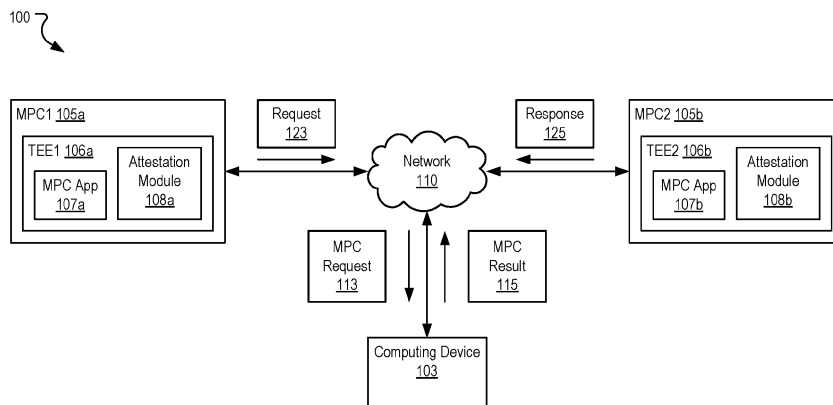 100
MPC1 105a
TEE1 106a
MPC App
107a
Attestation
Module
108a
Request
123
Network
110
Response
125
MPC2 105b
TEE2 106b
MPC App
107b
Attestation
Module
108b
MPC
Request
113
MPC
Result
115
Computing Device
103